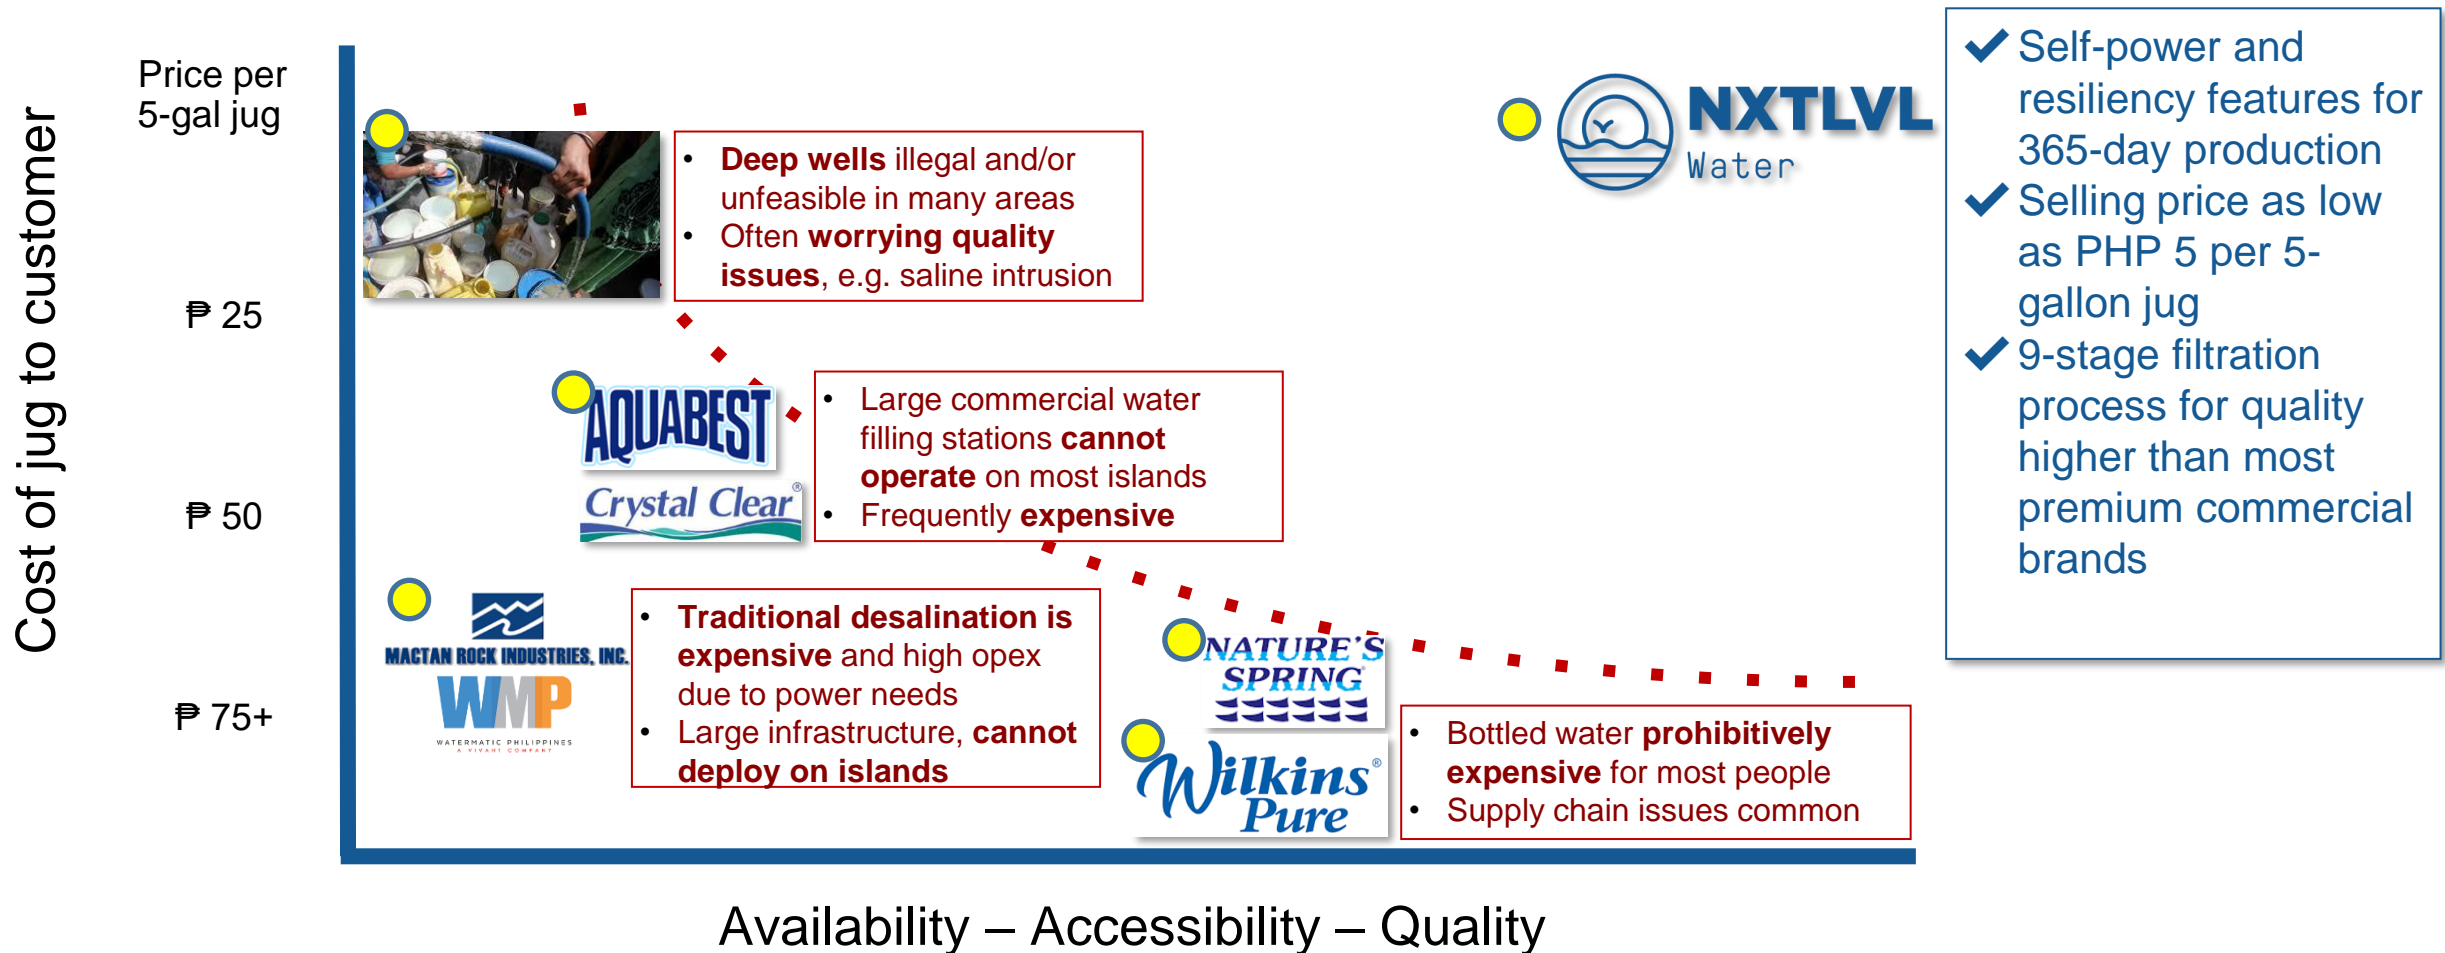 Cost of jug to customer
Price per
5-gal jug
₱ 25
₱ 50
₱ 75+
• Deep wells illegal and/or
unfeasible in many areas
• Often worrying quality
issues, e.g. saline intrusion
AQUABEST
Crystal Clear®
• Large commercial water
filling stations cannot
operate on most islands
• Frequently expensive
MACTAN ROCK INDUSTRIES, INC.
WMP
WATERMATIC PHILIPPINES
A VIVANT COMPANY
• Traditional desalination is
expensive and high opex
due to power needs
• Large infrastructure, cannot
deploy on islands
NATURE'S
SPRING
Wilkins®
Pure
• Bottled water prohibitively
expensive for most people
• Supply chain issues common
NXTLVL
Water
✔ Self-power and
resiliency features for
365-day production
✔ Selling price as low
as PHP 5 per 5-
gallon jug
✔ 9-stage filtration
process for quality
higher than most
premium commercial
brands
Availability – Accessibility – Quality